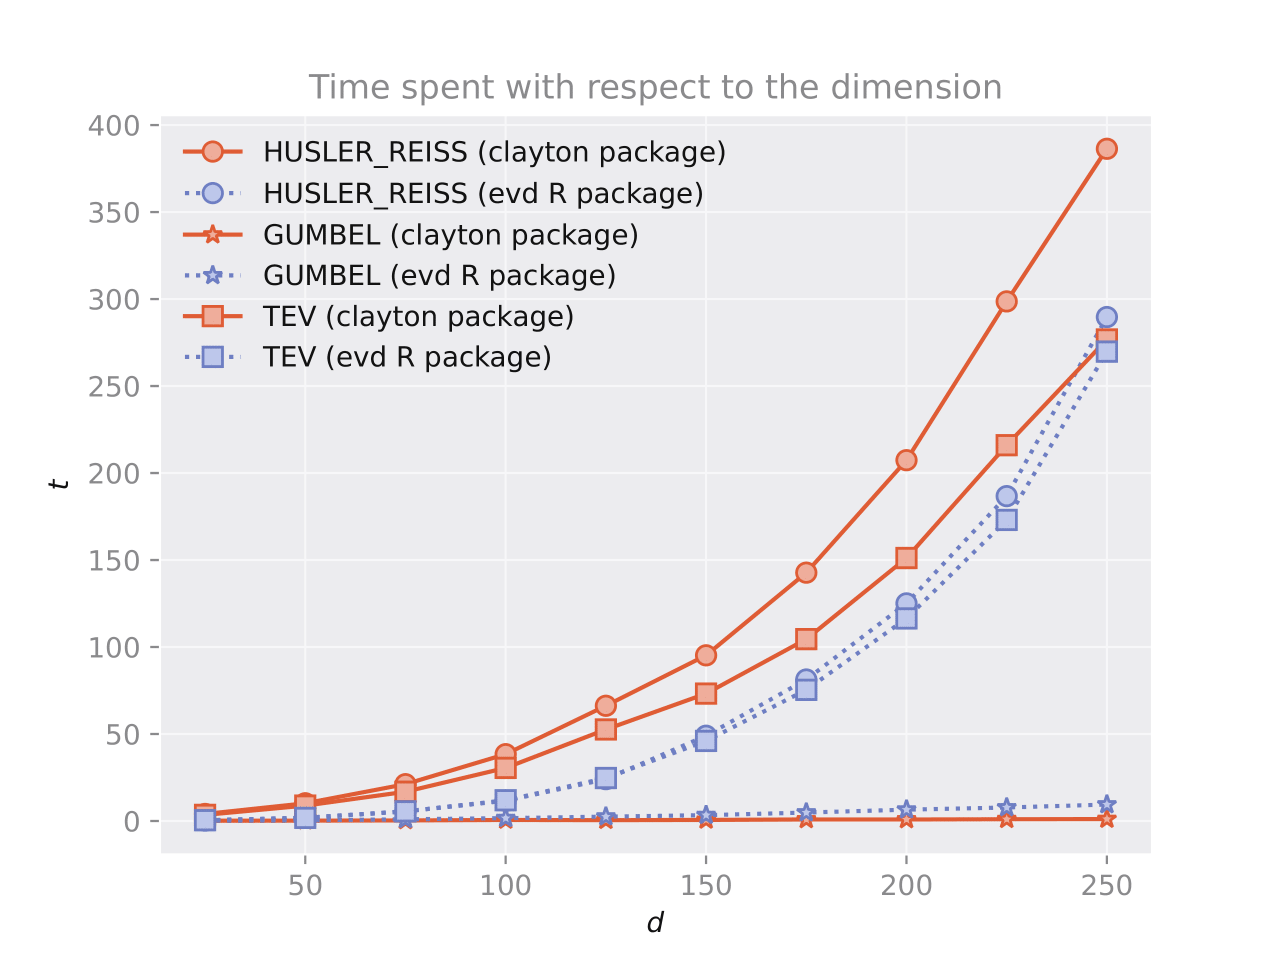 Time spent with respect to the dimension
400
350
300
250
200
150
100
50
0
t
HUSLER_REISS (clayton package)
HUSLER_REISS (evd R package)
GUMBEL (clayton package)
GUMBEL (evd R package)
TEV (clayton package)
TEV (evd R package)
50 100 150 200 250
d